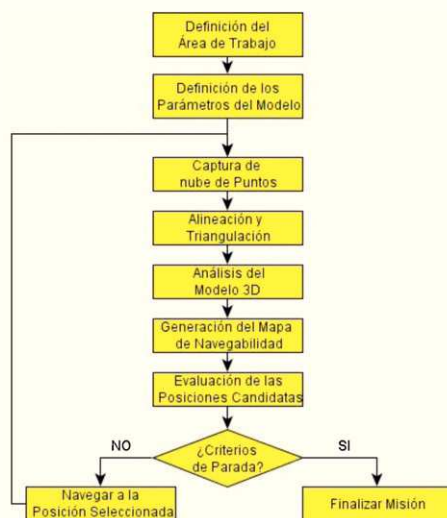 Definición del
Área de Trabajo
Definición de los
Parámetros del Modelo
Captura de
nube de Puntos
Alineación y
Triangulación
Análisis del
Modelo 3D
Generación del Mapa
de Navegabilidad
Evaluación de las
Posiciones Candidatas
¿Criterios
de Parada?
NO
SI
Navegar a la
Posición Seleccionada
Finalizar Misión